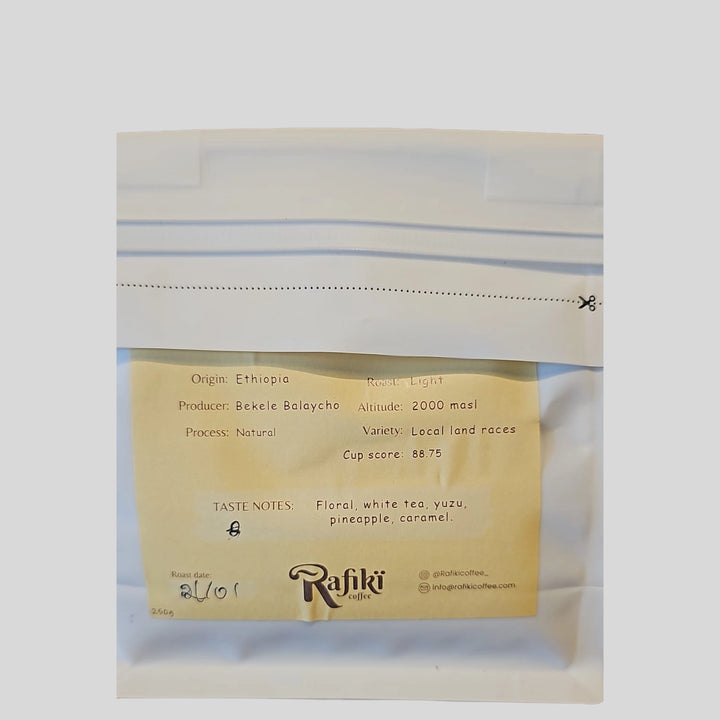 Origin: Ethiopia Roast: Light
Producer: Bekele Balaycho Altitude: 2000 masl
Process: Natural Variety: Local land races
Cup score: 88.75
TASTE NOTES: Floral, white tea, yuzu,
pineapple, caramel.
Roast date:
Rafikï
coffee
@Rafikicoffee_
info@rafikicoffee.com
250g